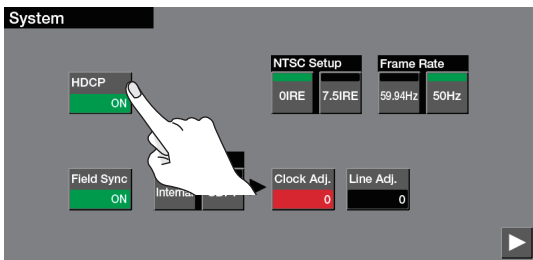 System
NTSC Setup
Frame Rate
HDCP
ON
0IRE
7.5IRE
59.94Hz
50Hz
Field Sync
ON
Clock Adj.
0
Line Adj.
0